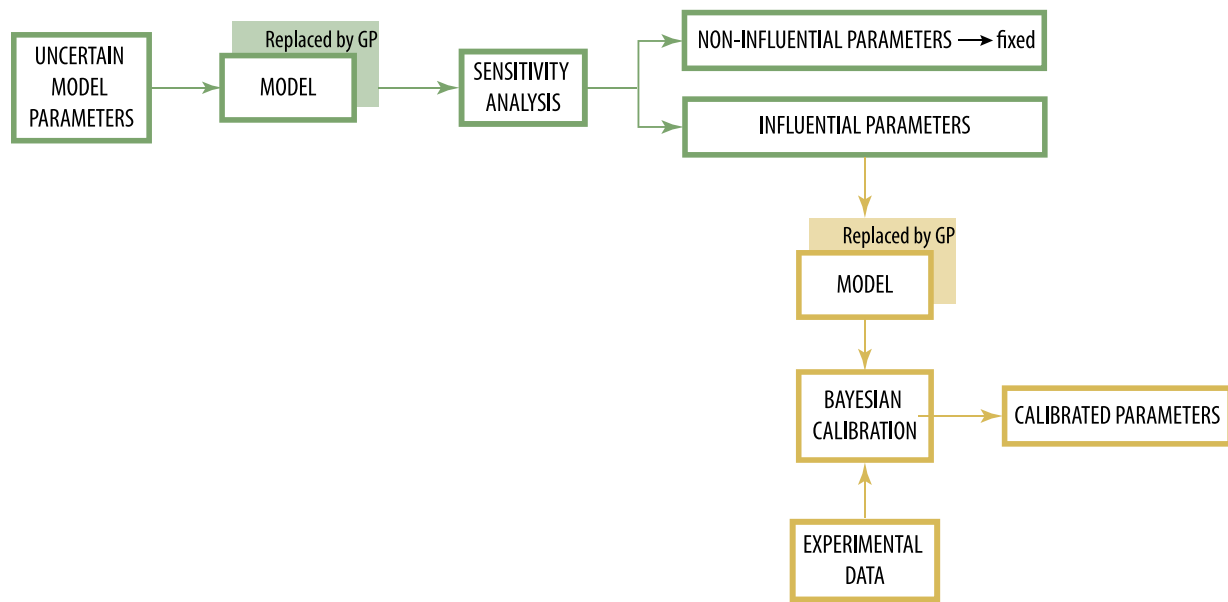 UNCERTAIN
MODEL
PARAMETERS
Replaced by GP
MODEL
SENSITIVITY
ANALYSIS
NON-INFLUENTIAL PARAMETERS → fixed
INFLUENTIAL PARAMETERS
Replaced by GP
MODEL
BAYESIAN
CALIBRATION
CALIBRATED PARAMETERS
EXPERIMENTAL
DATA